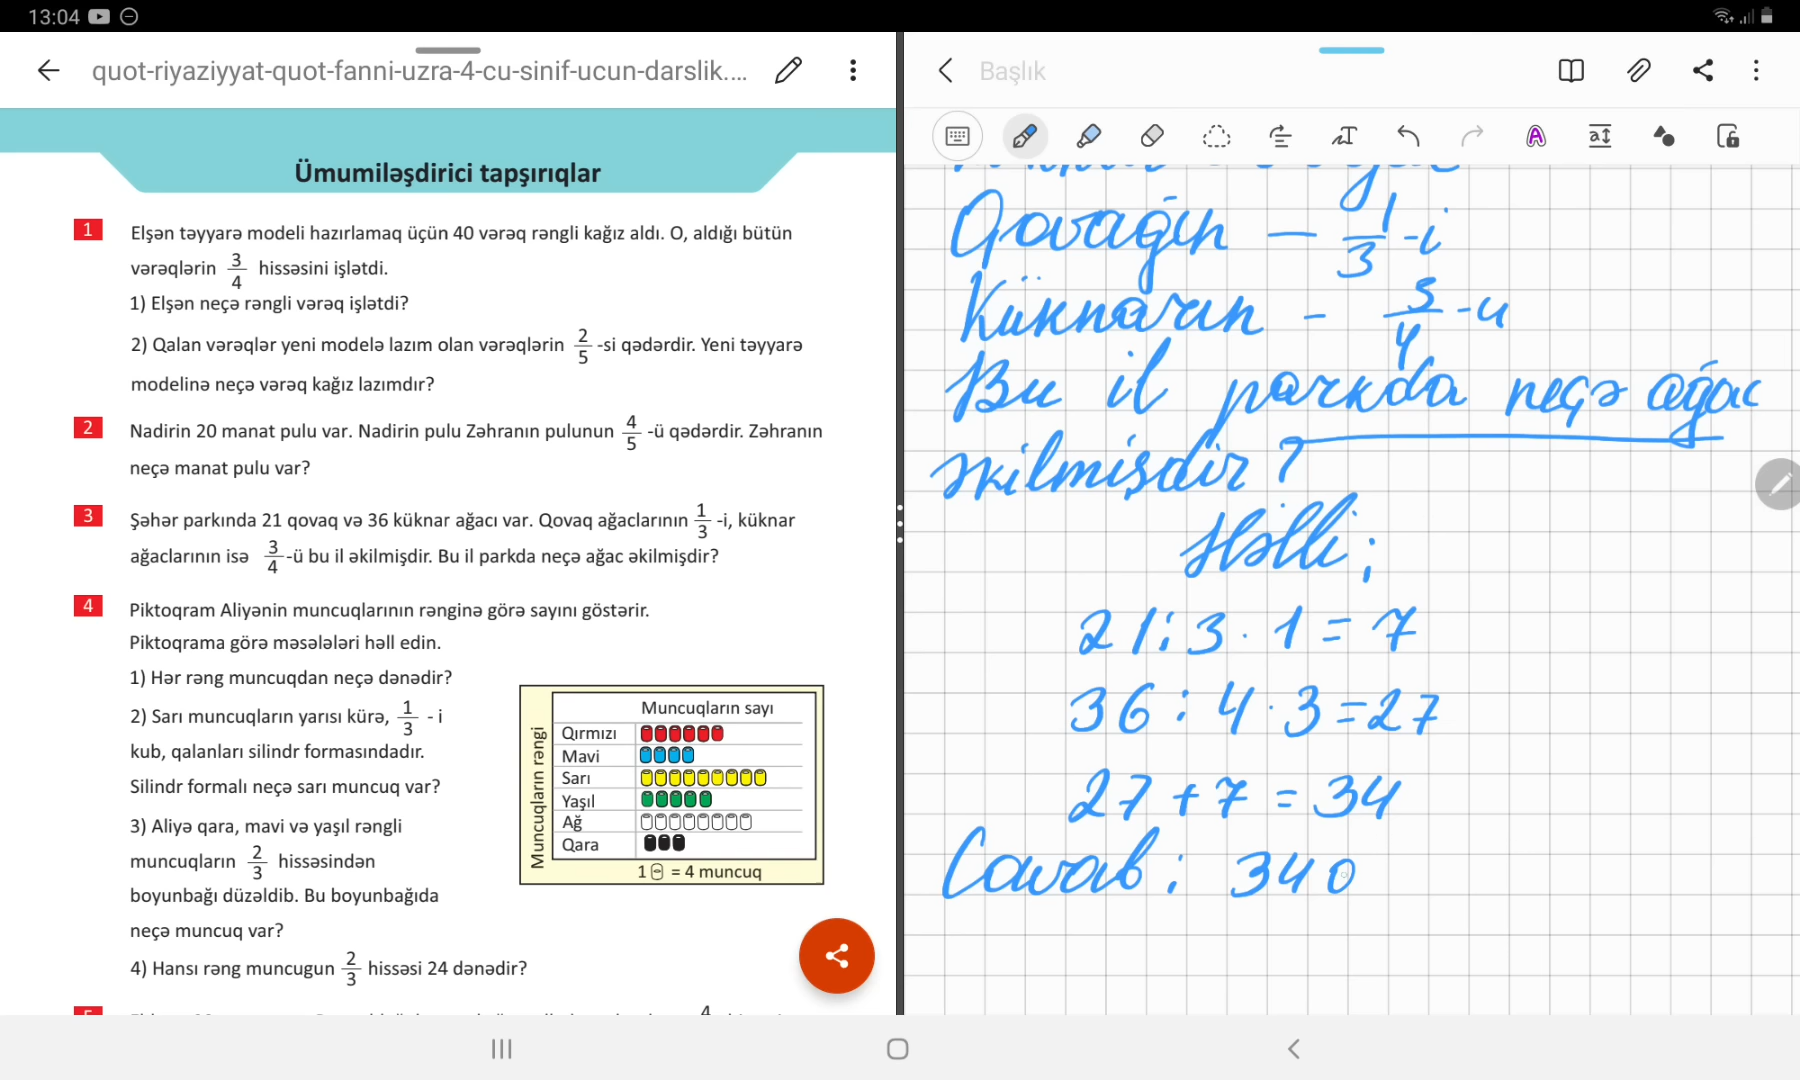 13:04
quot-riyaziyyat-quot-fanni-uzra-4-cu-sinif-ucun-darslik....
Ümumiləşdirici tapşırıqlar
1 Elşən təyyarə modeli hazırlamaq üçün 40 vərəq rəngli kağız aldı. O, aldığı bütün
vərəqlərin 3/4 hissəsini işlətdi.
1) Elşən neçə rəngli vərəq işlətdi?
2) Qalan vərəqlər yeni modelə lazım olan vərəqlərin 2/5 -si qədərdir. Yeni təyyarə
modelinə neçə vərəq kağız lazımdır?
2 Nadirin 20 manat pulu var. Nadirin pulu Zəhranın pulunun 4/5 -ü qədərdir. Zəhranın
neçə manat pulu var?
3 Şəhər parkında 21 qovaq və 36 küknar ağacı var. Qovaq ağaclarının 1/3 -i, küknar
ağaclarının isə 3/4 -ü bu il əkilmişdir. Bu il parkda neçə ağac əkilmişdir?
4 Piktoqram Aliyənin muncuqlarının rənginə görə sayını göstərir.
Piktoqrama görə məsələləri həll edin.
1) Hər rəng muncuqdan neçə dənədir?
2) Sarı muncuqların yarısı kürə, 1/3 - i
kub, qalanları silindr formasındadır.
Silindr formalı neçə sarı muncuq var?
3) Aliyə qara, mavi və yaşıl rəngli
muncuqların 2/3 hissəsindən
boyunbağı düzəldib. Bu boyunbağıda
neçə muncuq var?
4) Hansı rəng muncugun 2/3 hissəsi 24 dənədir?
Muncuqların rəngi
Muncuqların sayı
Qırmızı
Mavi
Sarı
Yaşıl
Ağ
Qara
1 = 4 muncuq
5
4
Başlık
Qovağın – 1/3 -i
Küknarın - 3/4 -ü
Bu il parkda neçə ağac
əkilmişdir?
Həlli;
21 : 3 · 1 = 7
36 : 4 · 3 = 27
27 + 7 = 34
Cavab: 340